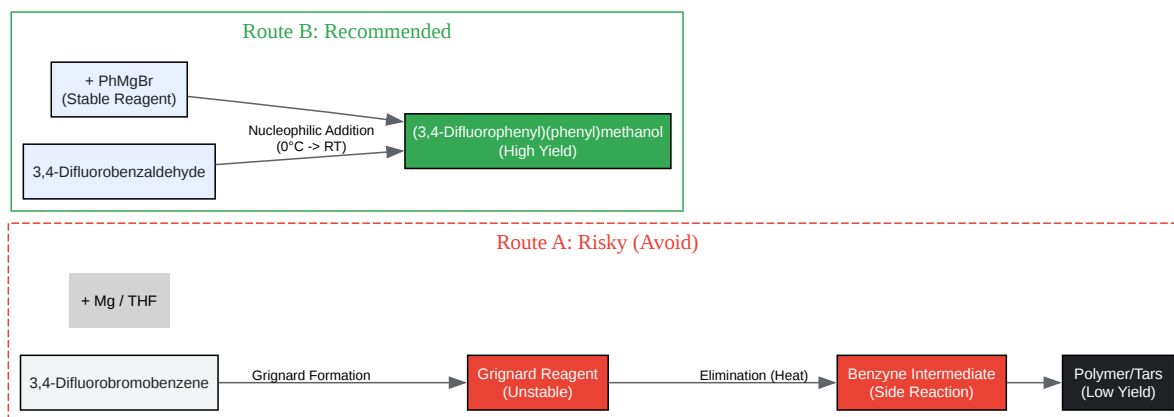 Route B: Recommended
+ PhMgBr
(Stable Reagent)
Nucleophilic Addition
(0°C -> RT)
(3,4-Difluorophenyl)(phenyl)methanol
(High Yield)
3,4-Difluorobenzaldehyde
Route A: Risky (Avoid)
+ Mg / THF
3,4-Difluorobromobenzene
Grignard Formation
Grignard Reagent
(Unstable)
Elimination (Heat)
Benzyne Intermediate
(Side Reaction)
Polymer/Tars
(Low Yield)